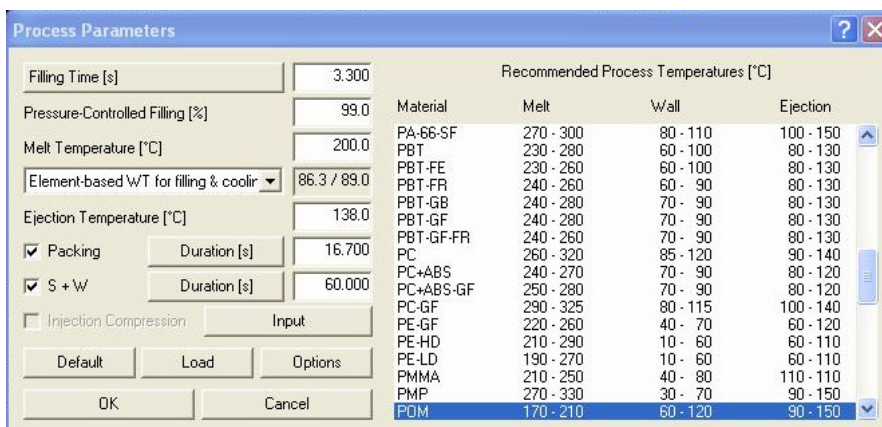 Process Parameters
Filling Time [s] 3.300
Pressure-Controlled Filling [%] 99.0
Melt Temperature [°C] 200.0
Element-based WT for filling & coolir 86.3 / 89.0
Ejection Temperature [°C] 138.0
Packing Duration [s] 16.700
S + W Duration [s] 60.000
Injection Compression Input
Default Load Options
OK Cancel
Recommended Process Temperatures [°C]
Material Melt Wall Ejection
PA-66-SF 270 - 300 80 - 110 100 - 150
PBT 230 - 280 60 - 100 80 - 130
PBT-FE 230 - 260 60 - 100 80 - 130
PBT-FR 240 - 260 60 - 90 80 - 130
PBT-GB 240 - 280 70 - 90 80 - 130
PBT-GF 240 - 280 70 - 90 80 - 130
PBT-GF-FR 240 - 260 70 - 90 80 - 130
PC 260 - 320 85 - 120 90 - 140
PC+ABS 240 - 270 70 - 90 80 - 120
PC+ABS-GF 250 - 280 70 - 90 80 - 120
PC-GF 290 - 325 80 - 115 100 - 140
PE-GF 220 - 260 40 - 70 60 - 120
PE-HD 210 - 290 10 - 60 60 - 110
PE-LD 190 - 270 10 - 60 60 - 110
PMMA 210 - 250 40 - 80 110 - 110
PMP 270 - 330 30 - 70 90 - 150
POM 170 - 210 60 - 120 90 - 150